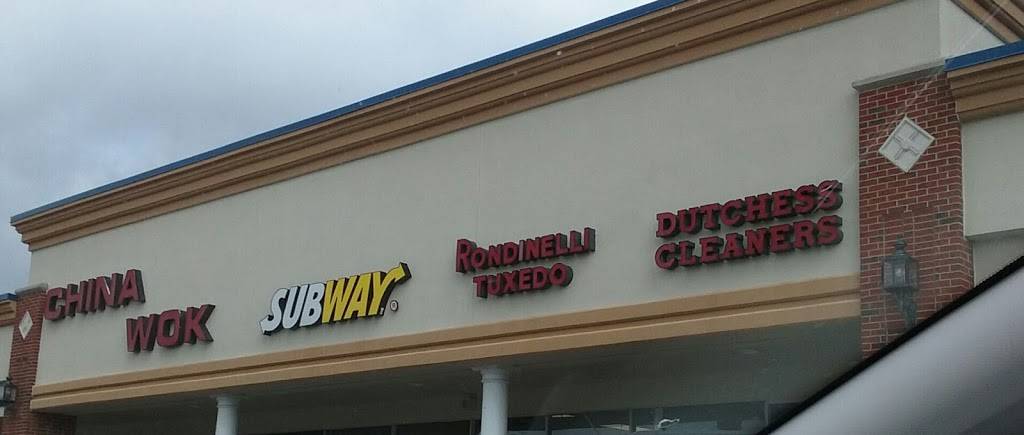 CHINA
WOK
SUBWAY®
RONDINELLI
TUXEDO
DUTCHESS
CLEANERS